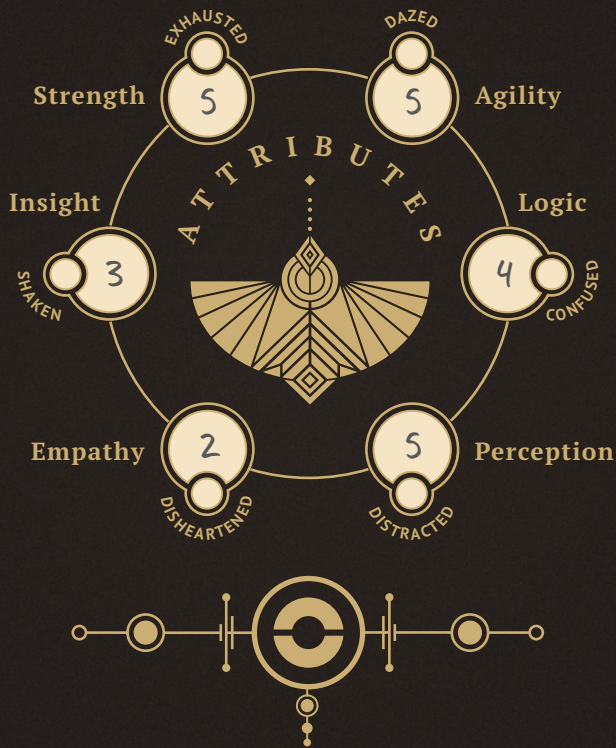 EXHAUSTED
DAZED
Strength
5
5
Agility
ATTRIBUTES
Insight
Logic
SHAKEN
3
4
CONFUSED
Empathy
2
5
Perception
DISHEARTENED
DISTRACTED